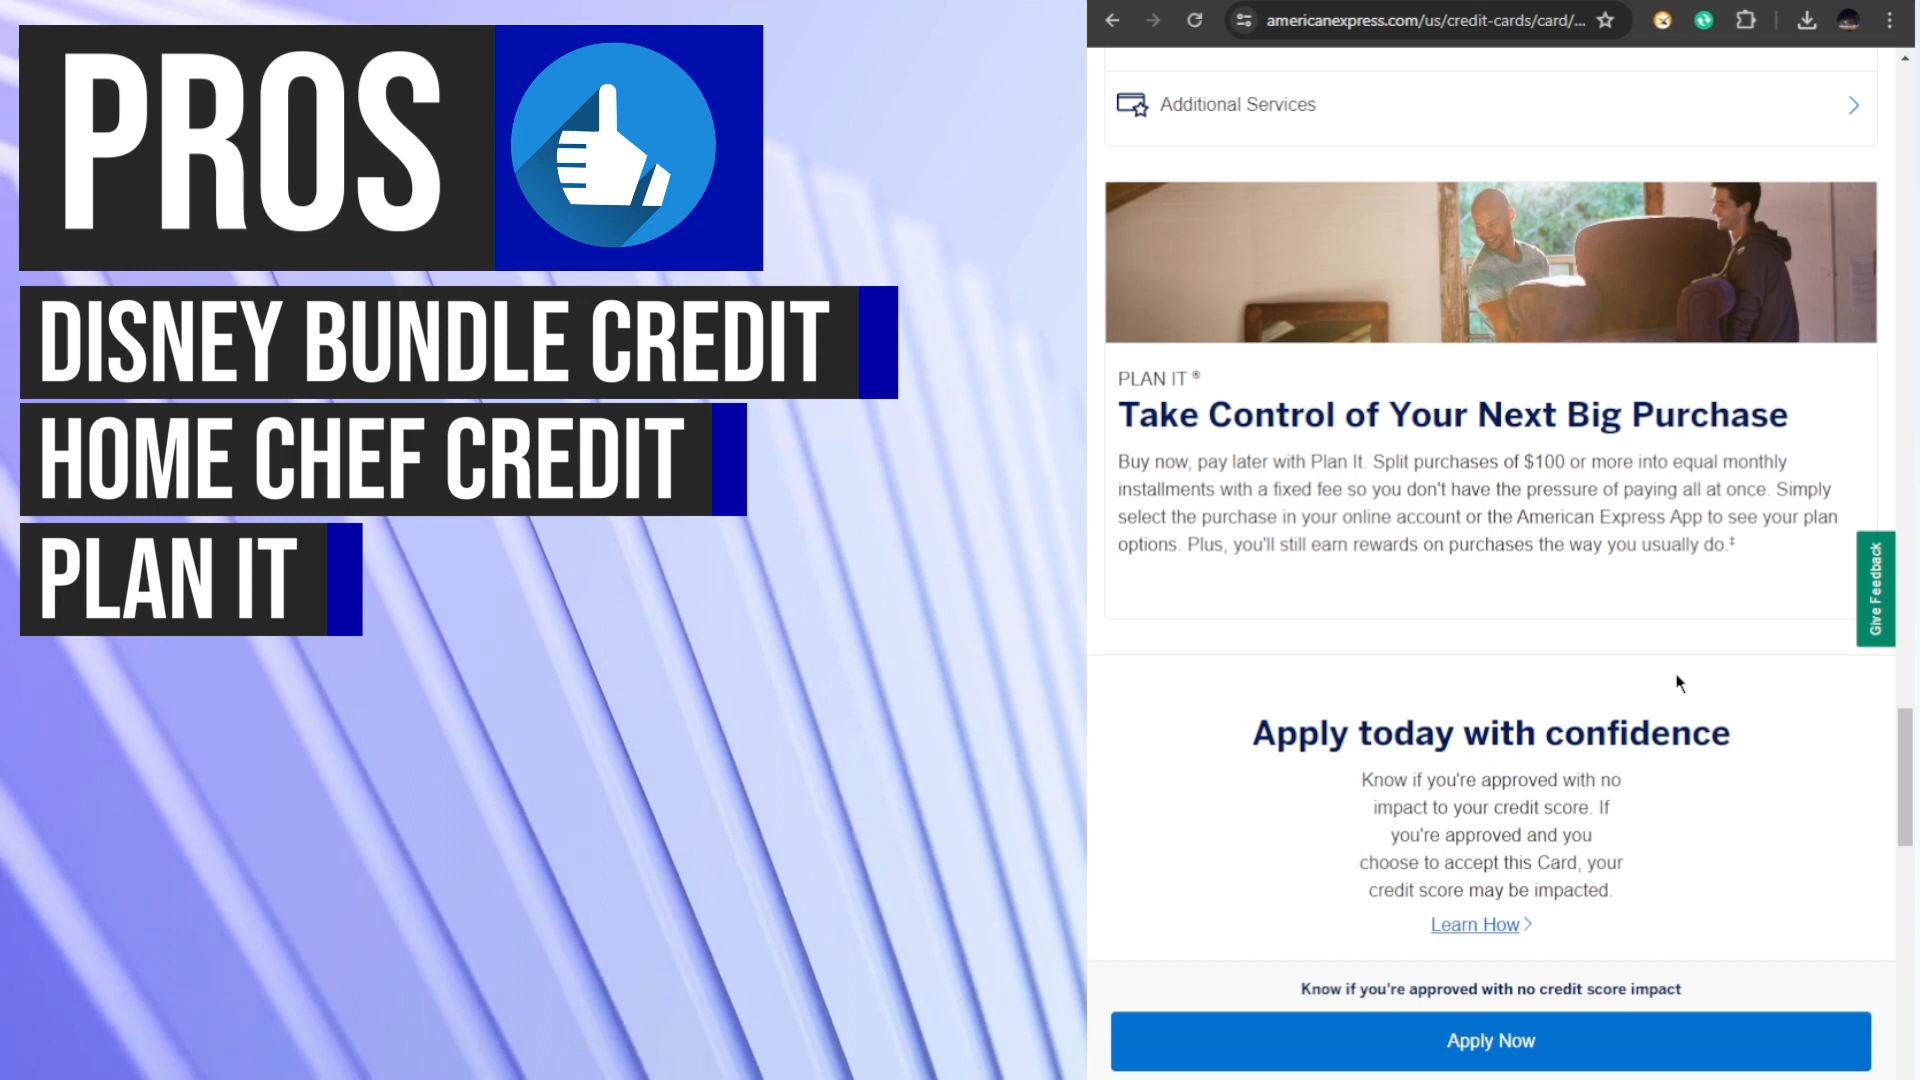 PROS
DISNEY BUNDLE CREDIT
HOME CHEF CREDIT
PLAN IT
americanexpress.com/us/credit-cards/card/...
Additional Services
PLAN IT ®
Take Control of Your Next Big Purchase
Buy now, pay later with Plan It. Split purchases of $100 or more into equal monthly
installments with a fixed fee so you don't have the pressure of paying all at once. Simply
select the purchase in your online account or the American Express App to see your plan
options. Plus, you'll still earn rewards on purchases the way you usually do.‡
Give Feedback
Apply today with confidence
Know if you're approved with no
impact to your credit score. If
you're approved and you
choose to accept this Card, your
credit score may be impacted.
Learn How
Know if you're approved with no credit score impact
Apply Now